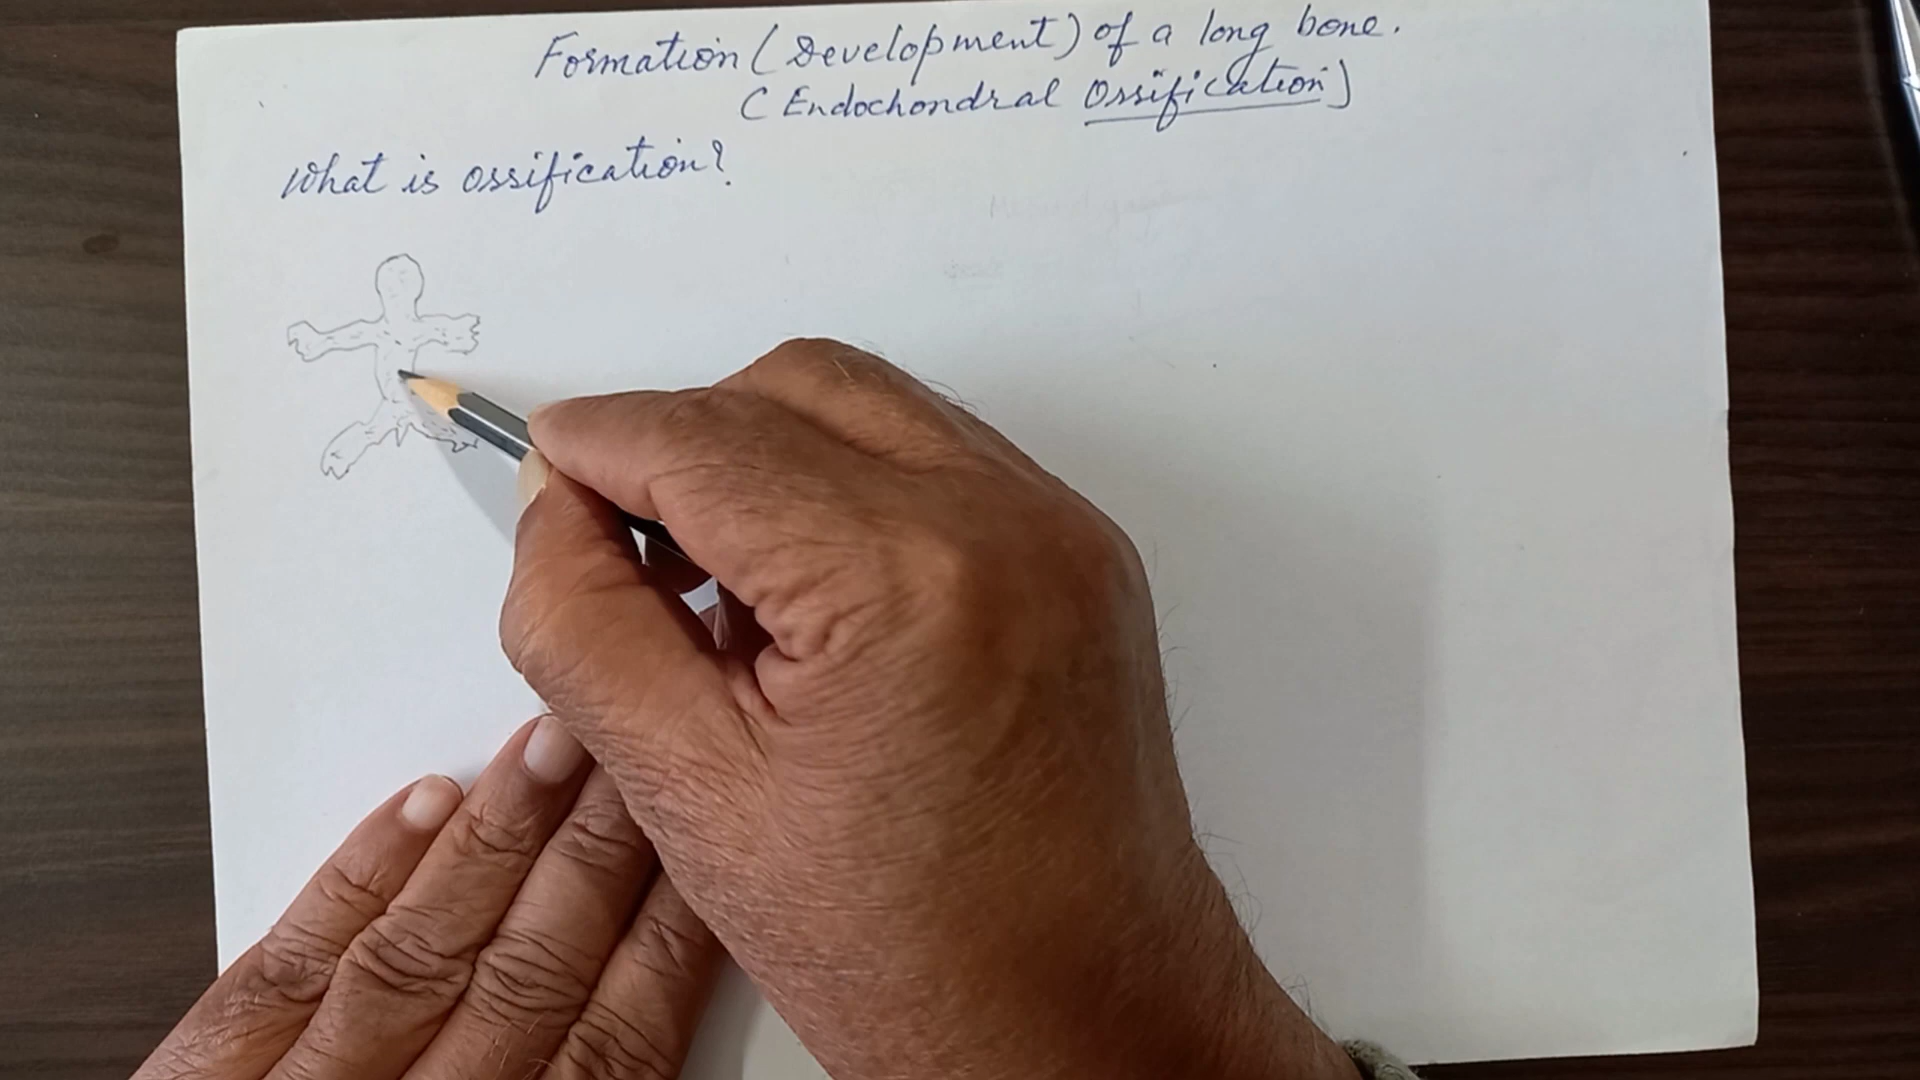 Formation (Development) of a long bone.
(Endochondral Ossification)
What is ossification?